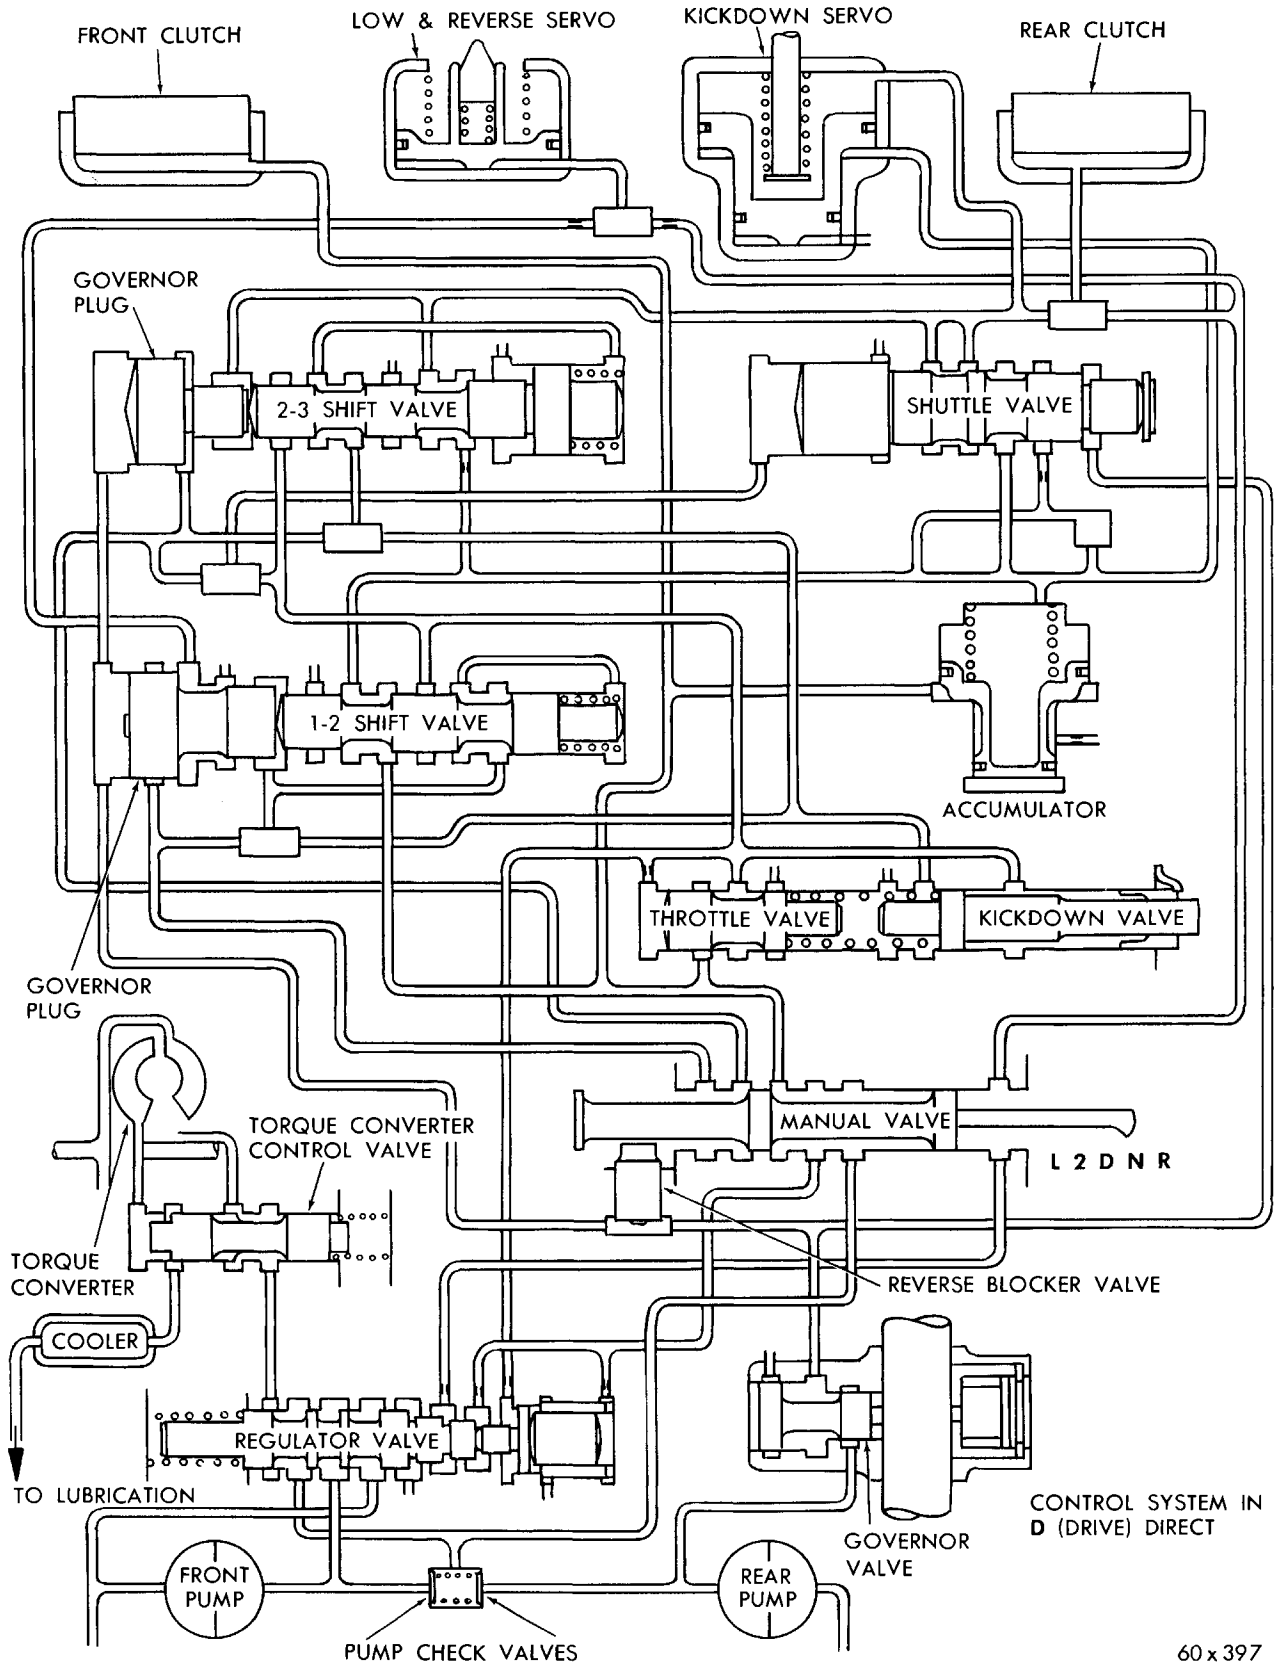 LOW & REVERSE SERVO
KICKDOWN SERVO
FRONT CLUTCH
REAR CLUTCH
GOVERNOR
PLUG
2-3 SHIFT VALVE
SHUTTLE VALVE
1-2 SHIFT VALVE
ACCUMULATOR
THROTTLE VALVE
KICKDOWN VALVE
GOVERNOR
PLUG
TORQUE CONVERTER
CONTROL VALVE
MANUAL VALVE
L 2 D N R
TORQUE
CONVERTER
REVERSE BLOCKER VALVE
COOLER
REGULATOR VALVE
TO LUBRICATION
CONTROL SYSTEM IN
D (DRIVE) DIRECT
GOVERNOR
VALVE
FRONT
PUMP
REAR
PUMP
PUMP CHECK VALVES
60 x 397